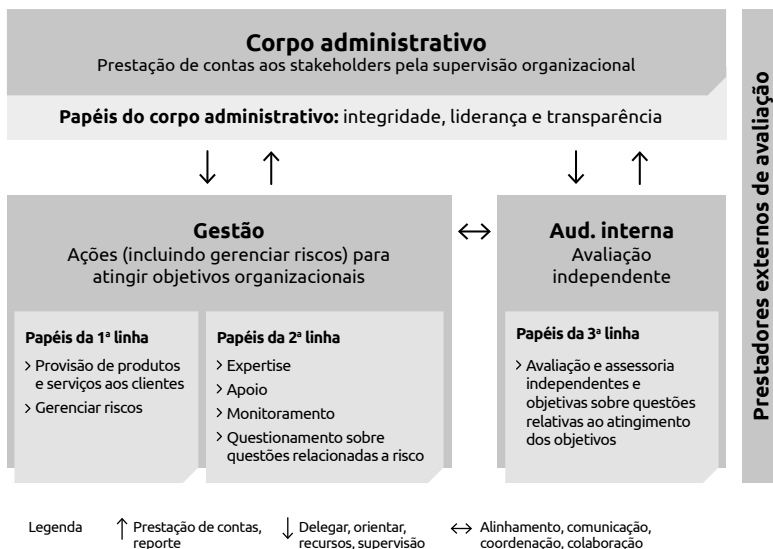 Corpo administrativo
Prestação de contas aos stakeholders pela supervisão organizacional
Papéis do corpo administrativo: integridade, liderança e transparência
Gestão
Ações (incluindo gerenciar riscos) para
atingir objetivos organizacionais
Papéis da 1ª linha
Provisão de produtos
e serviços aos clientes
Gerenciar riscos
Papéis da 2ª linha
Expertise
Apoio
Monitoramento
Questionamento sobre
questões relacionadas a risco
Aud. interna
Avaliação
independente
Papéis da 3ª linha
Avaliação e assessoria
independentes e
objetivas sobre questões
relativas ao atingimento
dos objetivos
Prestadores externos de avaliação
Legenda
Prestação de contas,
reporte
Delegar, orientar,
recursos, supervisão
Alinhamento, comunicação,
coordenação, colaboração